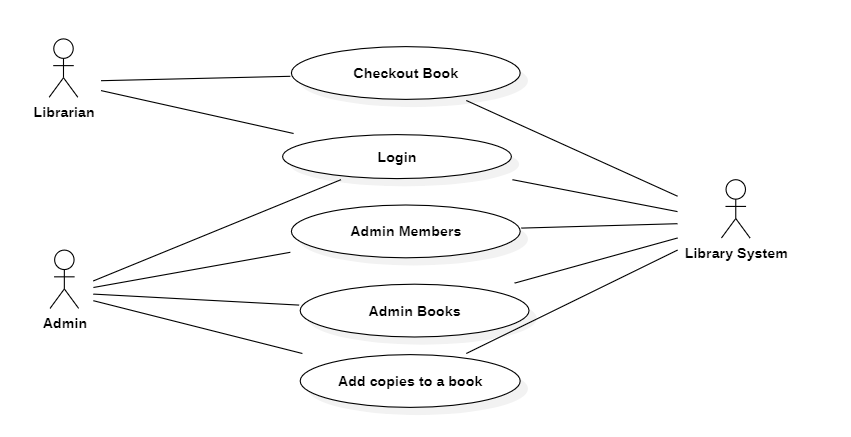 Checkout Book
Librarian
Login
Admin Members
Library System
Admin Books
Admin
Add copies to a book